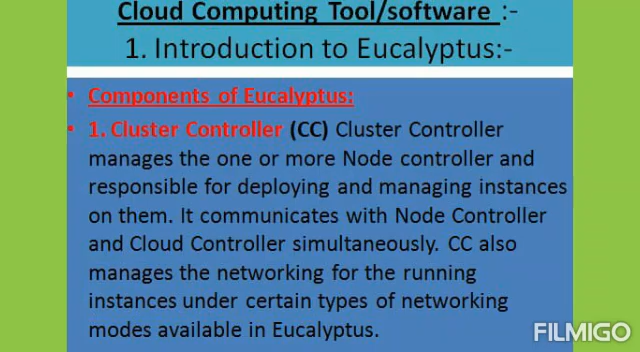 Cloud Computing Tool/software :-
1. Introduction to Eucalyptus:-
• Components of Eucalyptus:
• 1. Cluster Controller (CC) Cluster Controller
manages the one or more Node controller and
responsible for deploying and managing instances
on them. It communicates with Node Controller
and Cloud Controller simultaneously. CC also
manages the networking for the running
instances under certain types of networking
modes available in Eucalyptus.
FILMIGO